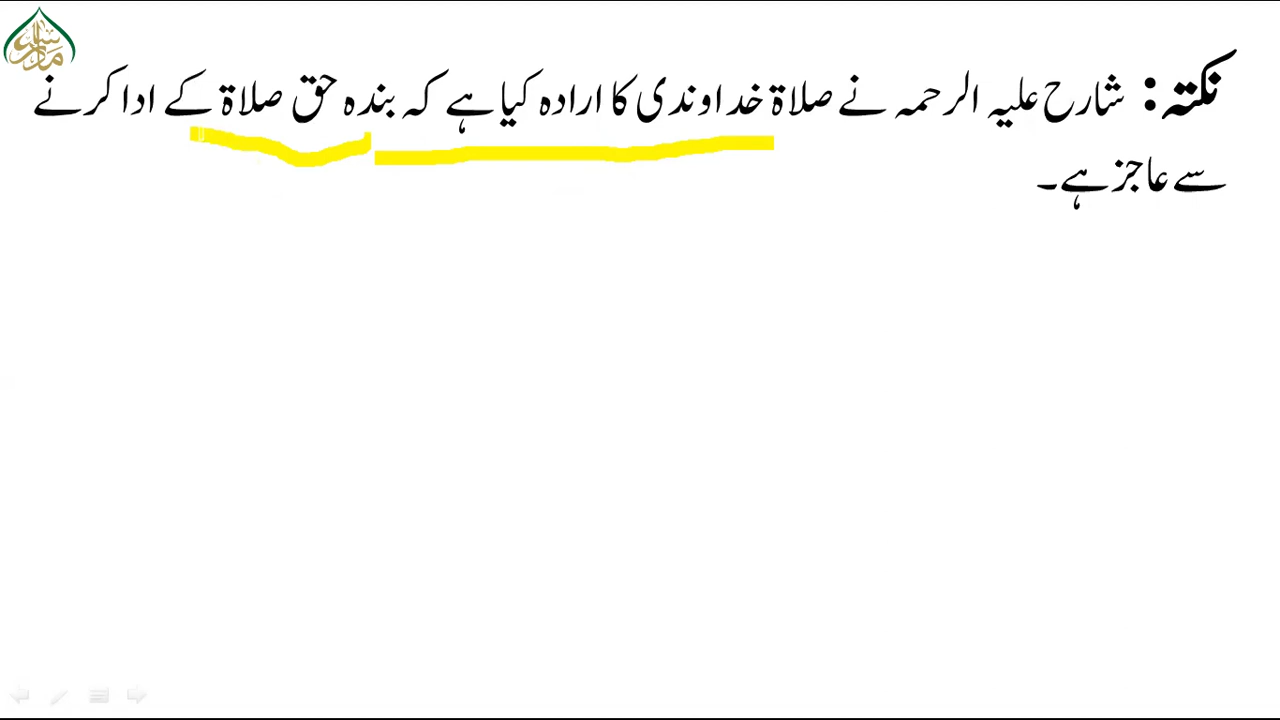 نکتہ: شارح علیہ الرحمہ نے صلاۃ خداوندی کا ارادہ کیا ہے کہ بندہ حق صلاۃ کے ادا کرنے
سے عاجز ہے۔